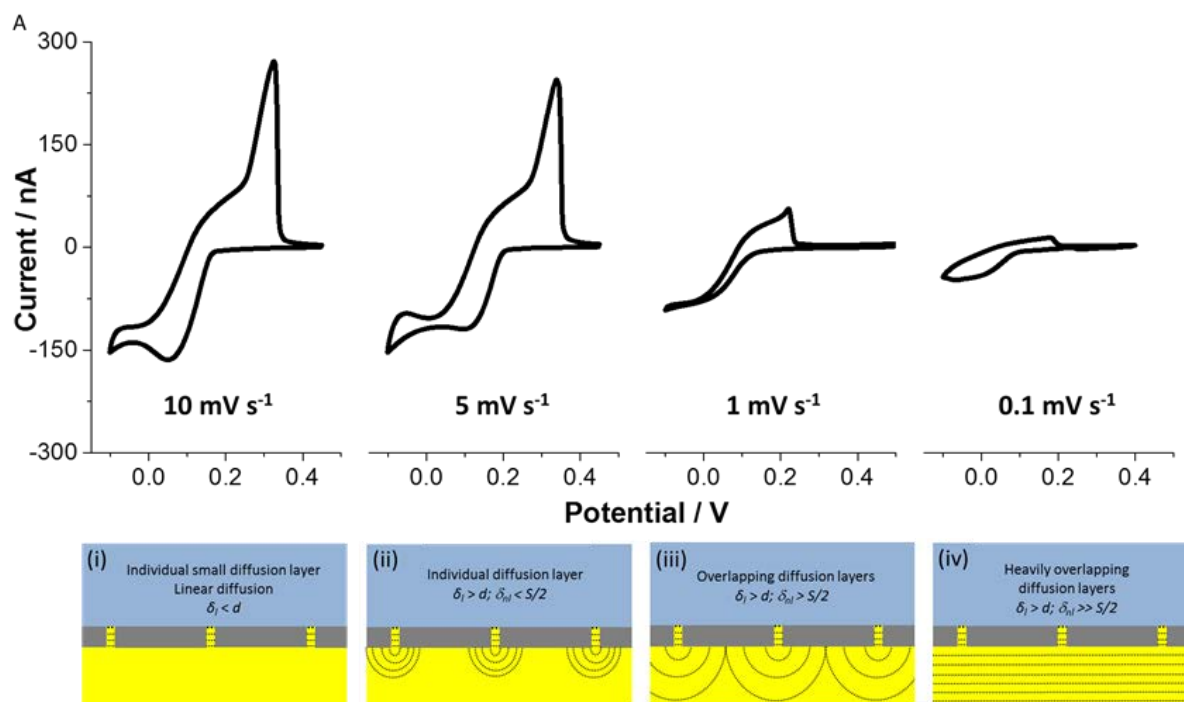 A
300
150
0
-150
-300
Current / nA
10 mV s⁻¹
5 mV s⁻¹
1 mV s⁻¹
0.1 mV s⁻¹
0.0 0.2 0.4 0.0 0.2 0.4 0.0 0.2 0.4 0.0 0.2 0.4
Potential / V
(i)
Individual small diffusion layer
Linear diffusion
δₗ < d
(ii)
Individual diffusion layer
δₗ > d; δₙₗ < S/2
(iii)
Overlapping diffusion layers
δₗ > d; δₙₗ > S/2
(iv)
Heavily overlapping
diffusion layers
δₗ > d; δₙₗ >> S/2